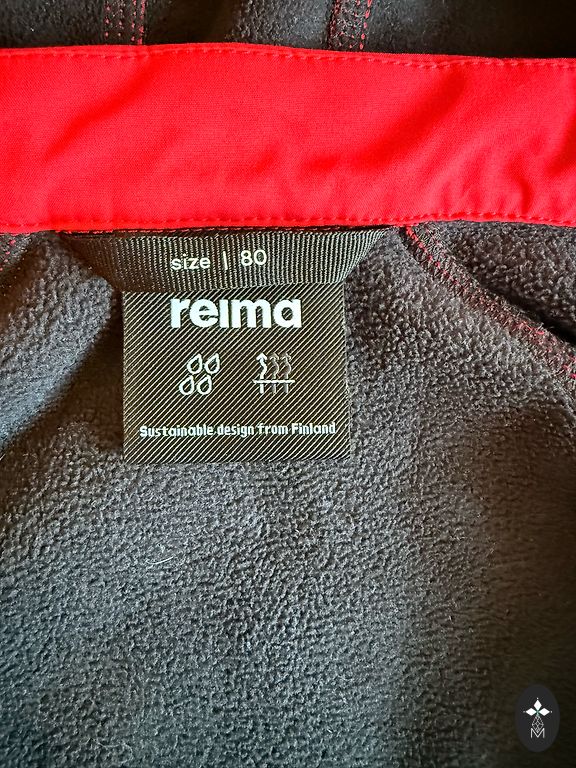 size | 80
reima
Sustainable design from Finland
M